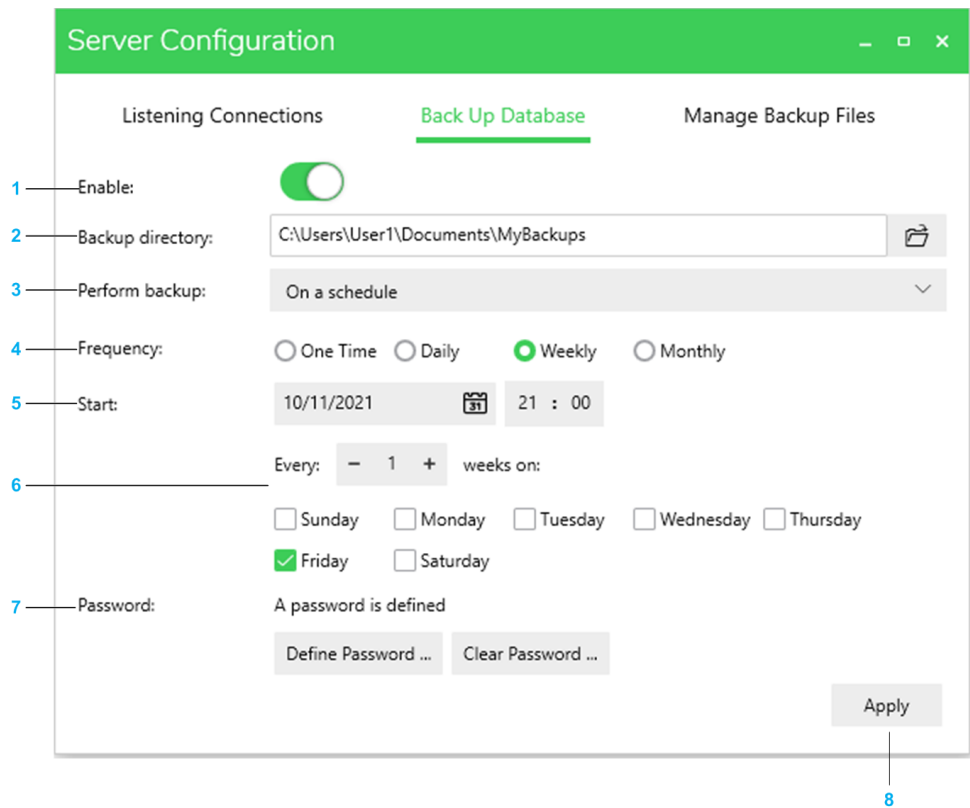 Server Configuration
Listening Connections Back Up Database Manage Backup Files
1 Enable:
2 Backup directory: C:\Users\User1\Documents\MyBackups
3 Perform backup: On a schedule
4 Frequency: One Time Daily Weekly Monthly
5 Start: 10/11/2021 31 21 : 00
Every: − 1 + weeks on:
6
Sunday Monday Tuesday Wednesday Thursday
Friday Saturday
7 Password: A password is defined
Define Password ... Clear Password ...
Apply
8